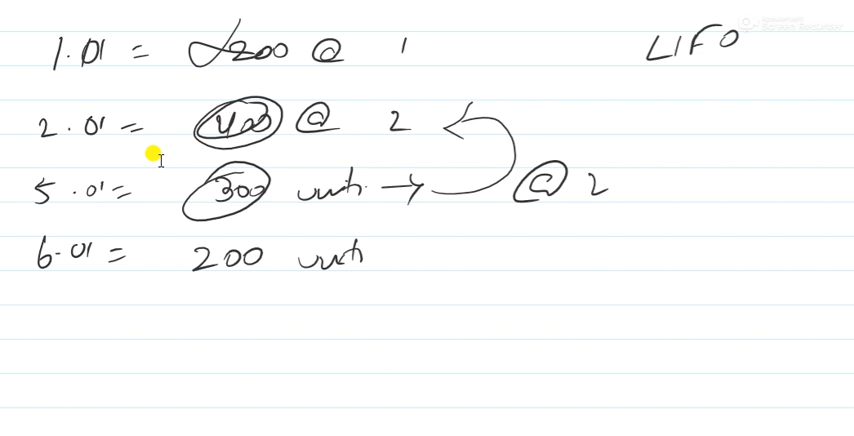 1.01 = 200 @ 1 LIFO
2.01 = 400 @ 2
5.01 = 300 units → @ 2
6.01 = 200 units